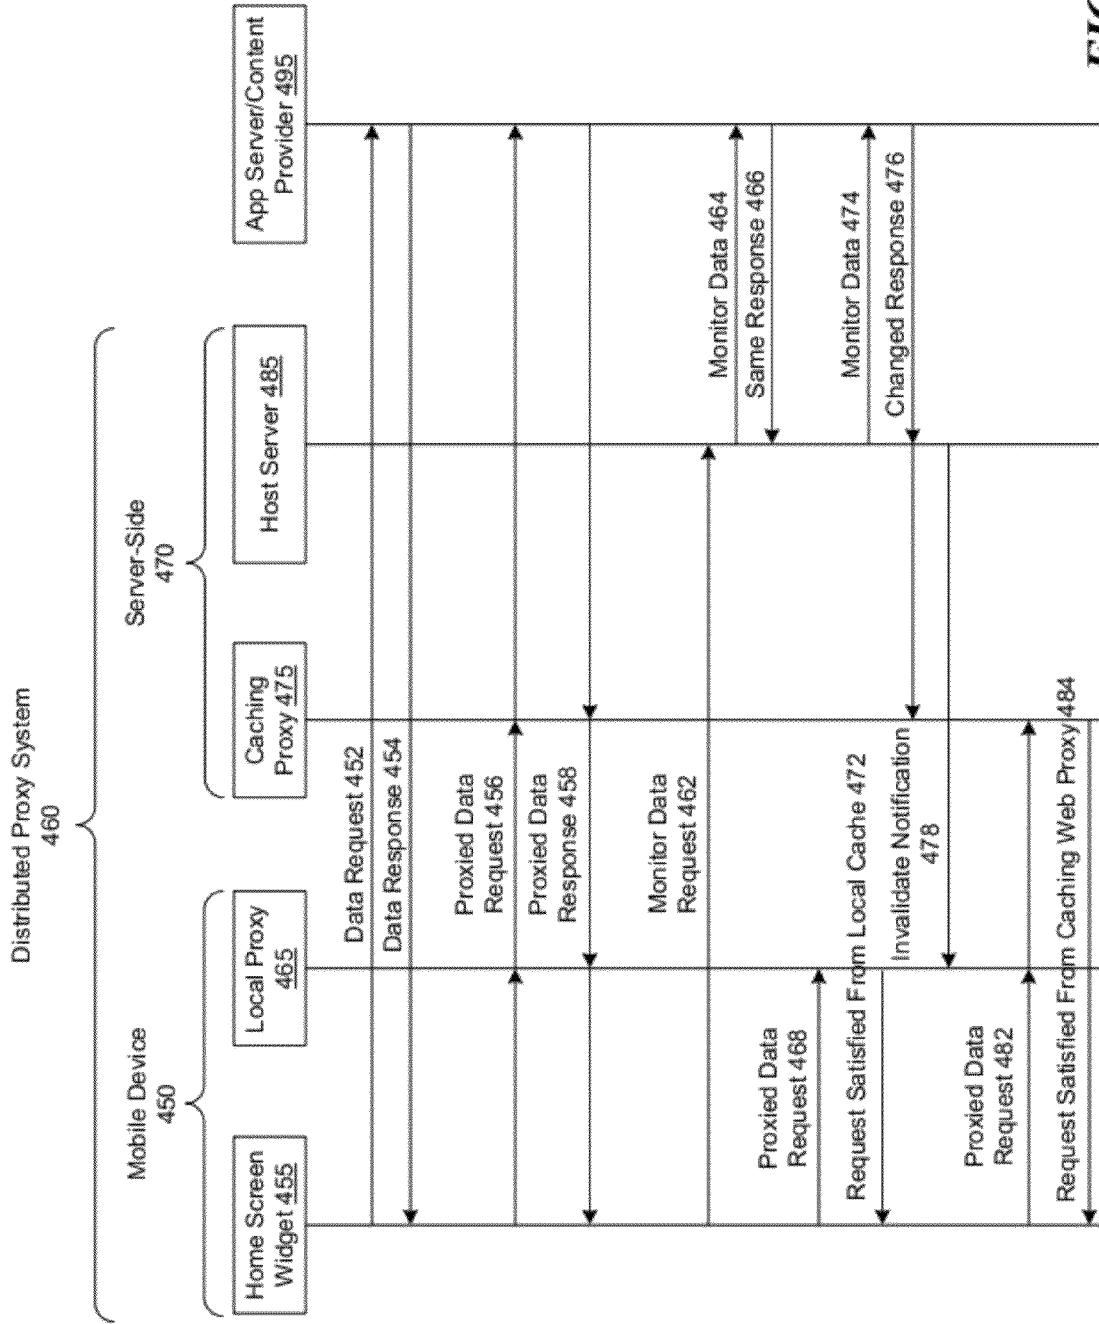 Distributed Proxy System
460
Mobile Device
450
Server-Side
470
Home Screen
Widget 455
Local Proxy
465
Caching
Proxy 475
Host Server 485
App Server/Content
Provider 495
Data Request 452
Data Response 454
Proxied Data
Request 456
Proxied Data
Response 458
Monitor Data
Request 462
Monitor Data 464
Same Response 466
Proxied Data
Request 468
Request Satisfied From Local Cache 472
Monitor Data 474
Changed Response 476
Invalidate Notification
478
Proxied Data
Request 482
Request Satisfied From Caching Web Proxy 484